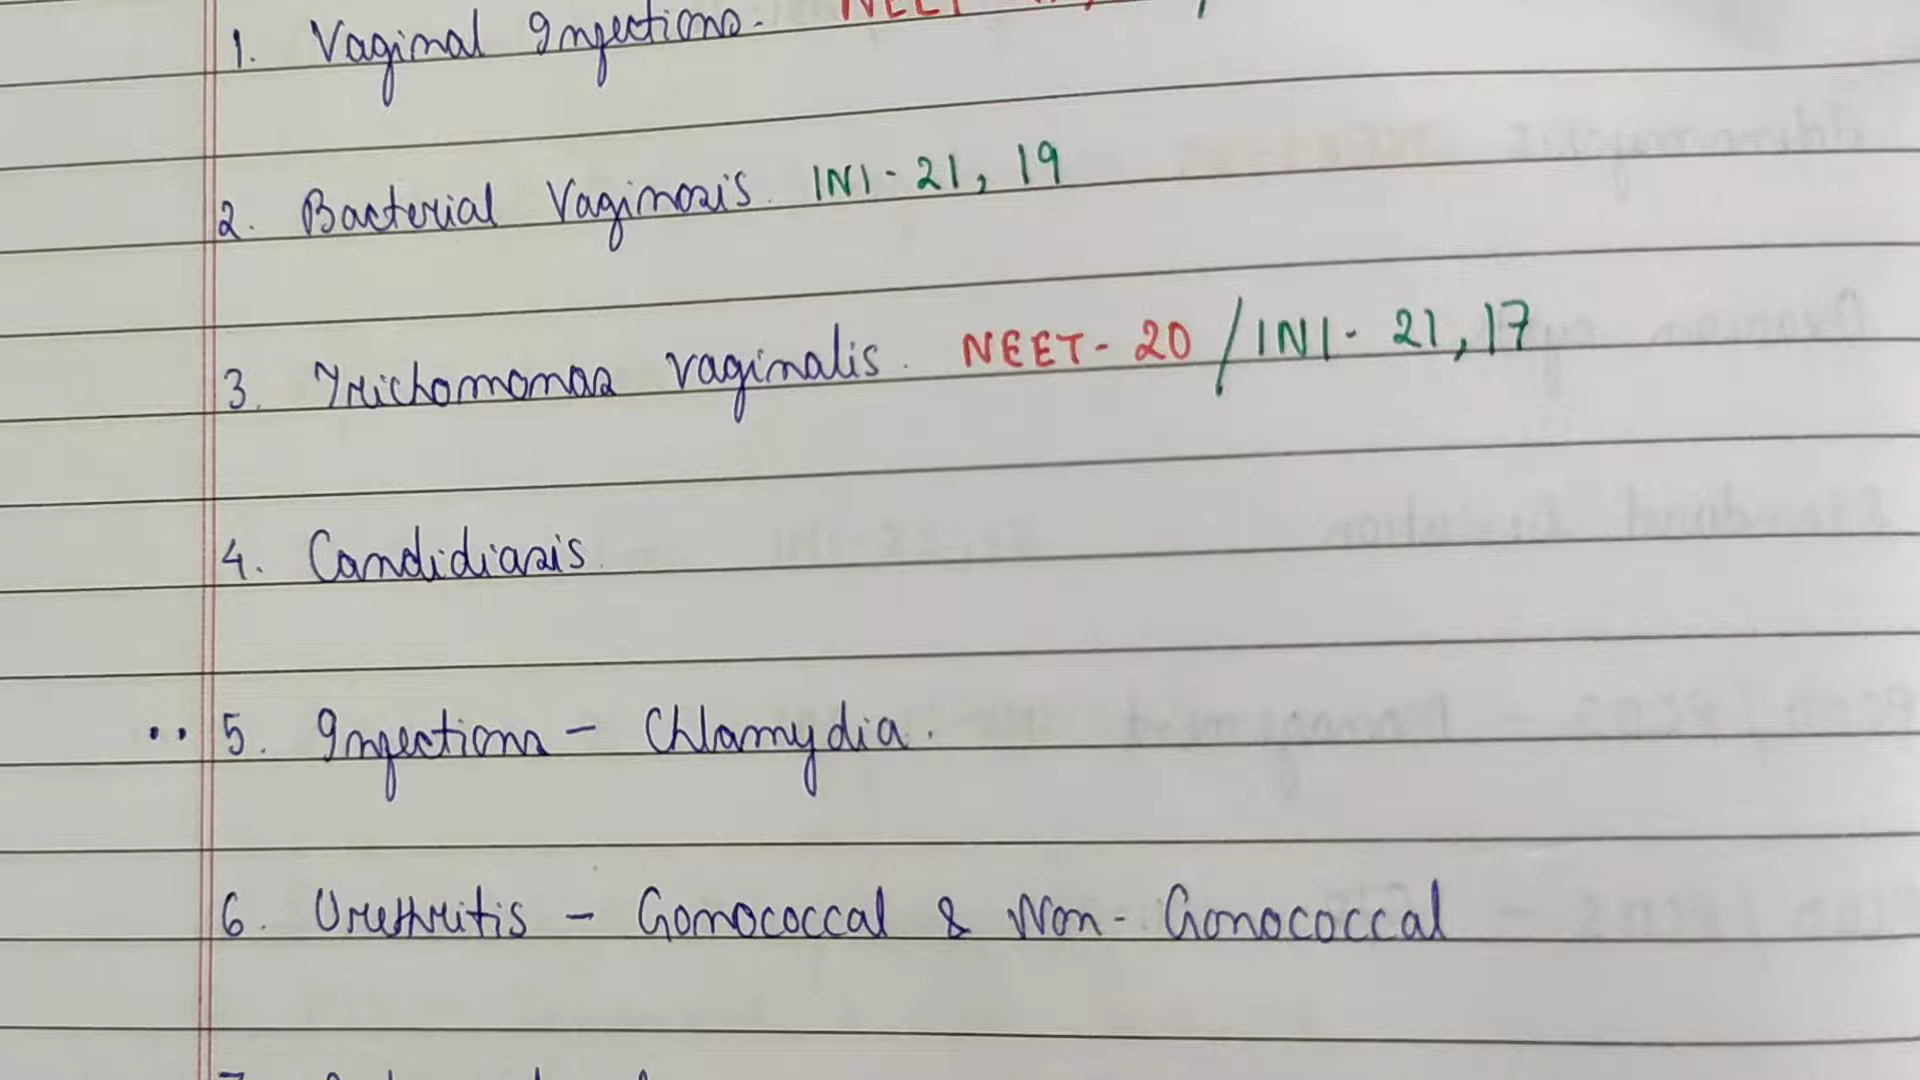 1. Vaginal Infections. NEET
2. Bacterial Vaginosis. INI - 21, 19
3. Trichomonas vaginalis. NEET - 20 / INI - 21, 17
4. Candidiasis
5. Infections - Chlamydia.
6. Urethritis - Gonococcal & Non - Gonococcal